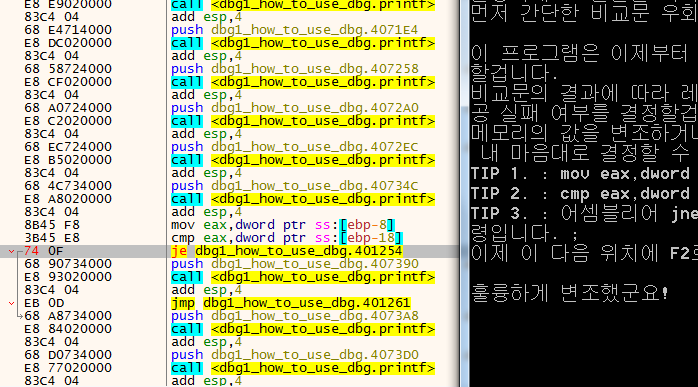 E8 E9020000 call <dbg1_how_to_use_dbg.printf>
83C4 04 add esp,4
68 E4714000 push dbg1_how_to_use_dbg.4071E4
E8 DC020000 call <dbg1_how_to_use_dbg.printf>
83C4 04 add esp,4
68 58724000 push dbg1_how_to_use_dbg.407258
E8 CF020000 call <dbg1_how_to_use_dbg.printf>
83C4 04 add esp,4
68 A0724000 push dbg1_how_to_use_dbg.4072A0
E8 C2020000 call <dbg1_how_to_use_dbg.printf>
83C4 04 add esp,4
68 EC724000 push dbg1_how_to_use_dbg.4072EC
E8 B5020000 call <dbg1_how_to_use_dbg.printf>
83C4 04 add esp,4
68 4C734000 push dbg1_how_to_use_dbg.40734C
E8 A8020000 call <dbg1_how_to_use_dbg.printf>
83C4 04 add esp,4
8B45 F8 mov eax,dword ptr ss:[ebp-8]
3B45 E8 cmp eax,dword ptr ss:[ebp-18]
74 0F je dbg1_how_to_use_dbg.401254
68 90734000 push dbg1_how_to_use_dbg.407390
E8 93020000 call <dbg1_how_to_use_dbg.printf>
83C4 04 add esp,4
EB 0D jmp dbg1_how_to_use_dbg.401261
68 A8734000 push dbg1_how_to_use_dbg.4073A8
E8 84020000 call <dbg1_how_to_use_dbg.printf>
83C4 04 add esp,4
68 D0734000 push dbg1_how_to_use_dbg.4073D0
E8 77020000 call <dbg1_how_to_use_dbg.printf>
83C4 04 add esp,4
먼저 간단한 비교문 우회
이 프로그램은 이제부터
할겁니다.
비교문의 결과에 따라 레
공 실패 여부를 결정할겁
메모리의 값을 변조하거나
내 마음대로 결정할 수
TIP 1. : mov eax,dword
TIP 2. : cmp eax,dword
TIP 3. : 어셈블리어 jne
령입니다. ;
이제 이 다음 위치에 F2로
훌륭하게 변조했군요!